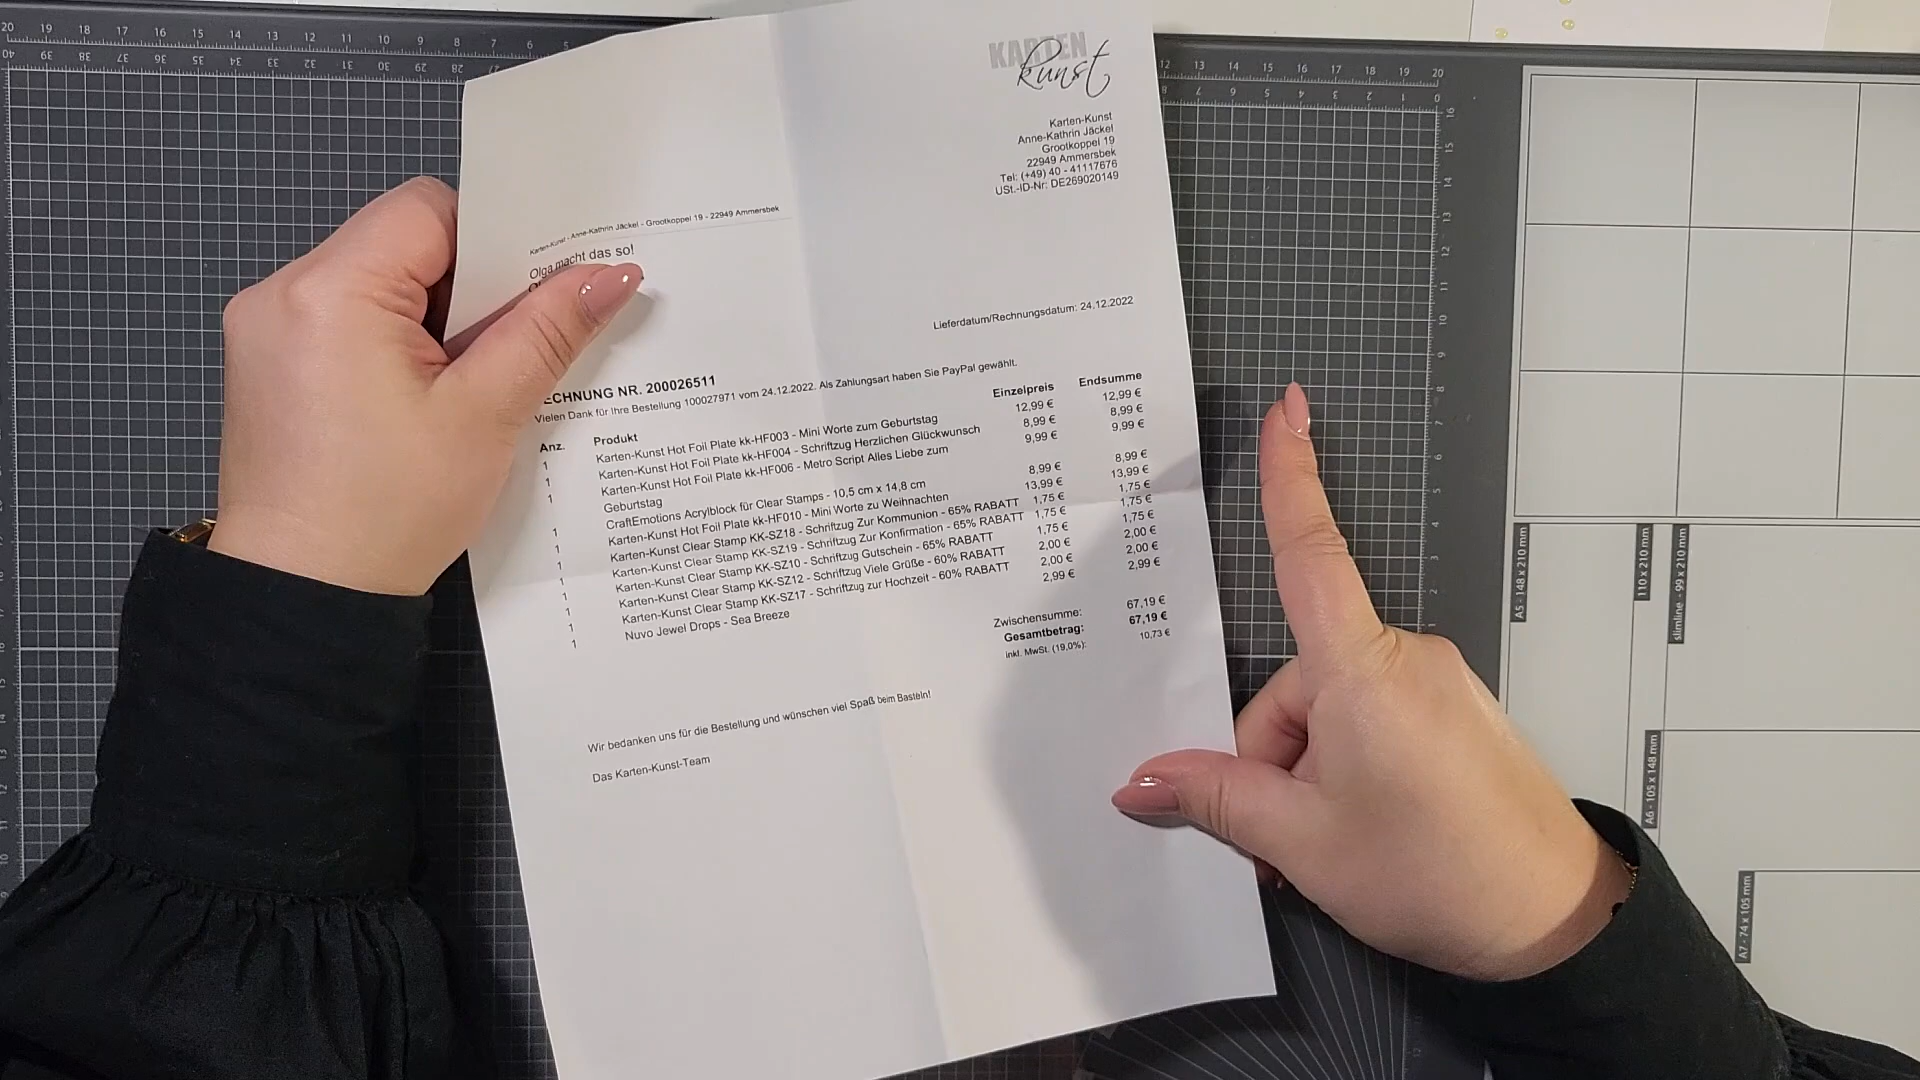 KARTEN
kunst
Karten-Kunst
Anne-Kathrin Jäckel
Grootkoppel 19
22949 Ammersbek
Tel: (+49) 40 - 41117676
USt.-ID-Nr: DE269020149
Karten-Kunst - Anne-Kathrin Jäckel - Grootkoppel 19 - 22949 Ammersbek
Olga macht das so!
Lieferdatum/Rechnungsdatum: 24.12.2022
ECHNUNG NR. 200026511
Vielen Dank für Ihre Bestellung 100027971 vom 24.12.2022. Als Zahlungsart haben Sie PayPal gewählt.
Anz. Produkt Einzelpreis Endsumme
1 Karten-Kunst Hot Foil Plate kk-HF003 - Mini Worte zum Geburtstag 12,99 € 12,99 €
1 Karten-Kunst Hot Foil Plate kk-HF004 - Schriftzug Herzlichen Glückwunsch 8,99 € 8,99 €
1 Karten-Kunst Hot Foil Plate kk-HF006 - Metro Script Alles Liebe zum 9,99 € 9,99 €
Geburtstag
1 CraftEmotions Acrylblock für Clear Stamps - 10,5 cm x 14,8 cm 8,99 € 8,99 €
1 Karten-Kunst Hot Foil Plate kk-HF010 - Mini Worte zu Weihnachten 13,99 € 13,99 €
1 Karten-Kunst Clear Stamp KK-SZ18 - Schriftzug Zur Kommunion - 65% RABATT 1,75 € 1,75 €
1 Karten-Kunst Clear Stamp KK-SZ19 - Schriftzug Zur Konfirmation - 65% RABATT 1,75 € 1,75 €
1 Karten-Kunst Clear Stamp KK-SZ10 - Schriftzug Gutschein - 65% RABATT 1,75 € 1,75 €
1 Karten-Kunst Clear Stamp KK-SZ12 - Schriftzug Viele Grüße - 60% RABATT 2,00 € 2,00 €
1 Karten-Kunst Clear Stamp KK-SZ17 - Schriftzug zur Hochzeit - 60% RABATT 2,00 € 2,00 €
1 Nuvo Jewel Drops - Sea Breeze 2,99 € 2,99 €
Zwischensumme: 67,19 €
Gesamtbetrag: 67,19 €
inkl. MwSt. (19,0%): 10,73 €
Wir bedanken uns für die Bestellung und wünschen viel Spaß beim Basteln!
Das Karten-Kunst-Team
A5 - 148 x 210 mm
110 x 210 mm
slimline - 99 x 210 mm
A6 - 105 x 148 mm
A7 - 74 x 105 mm